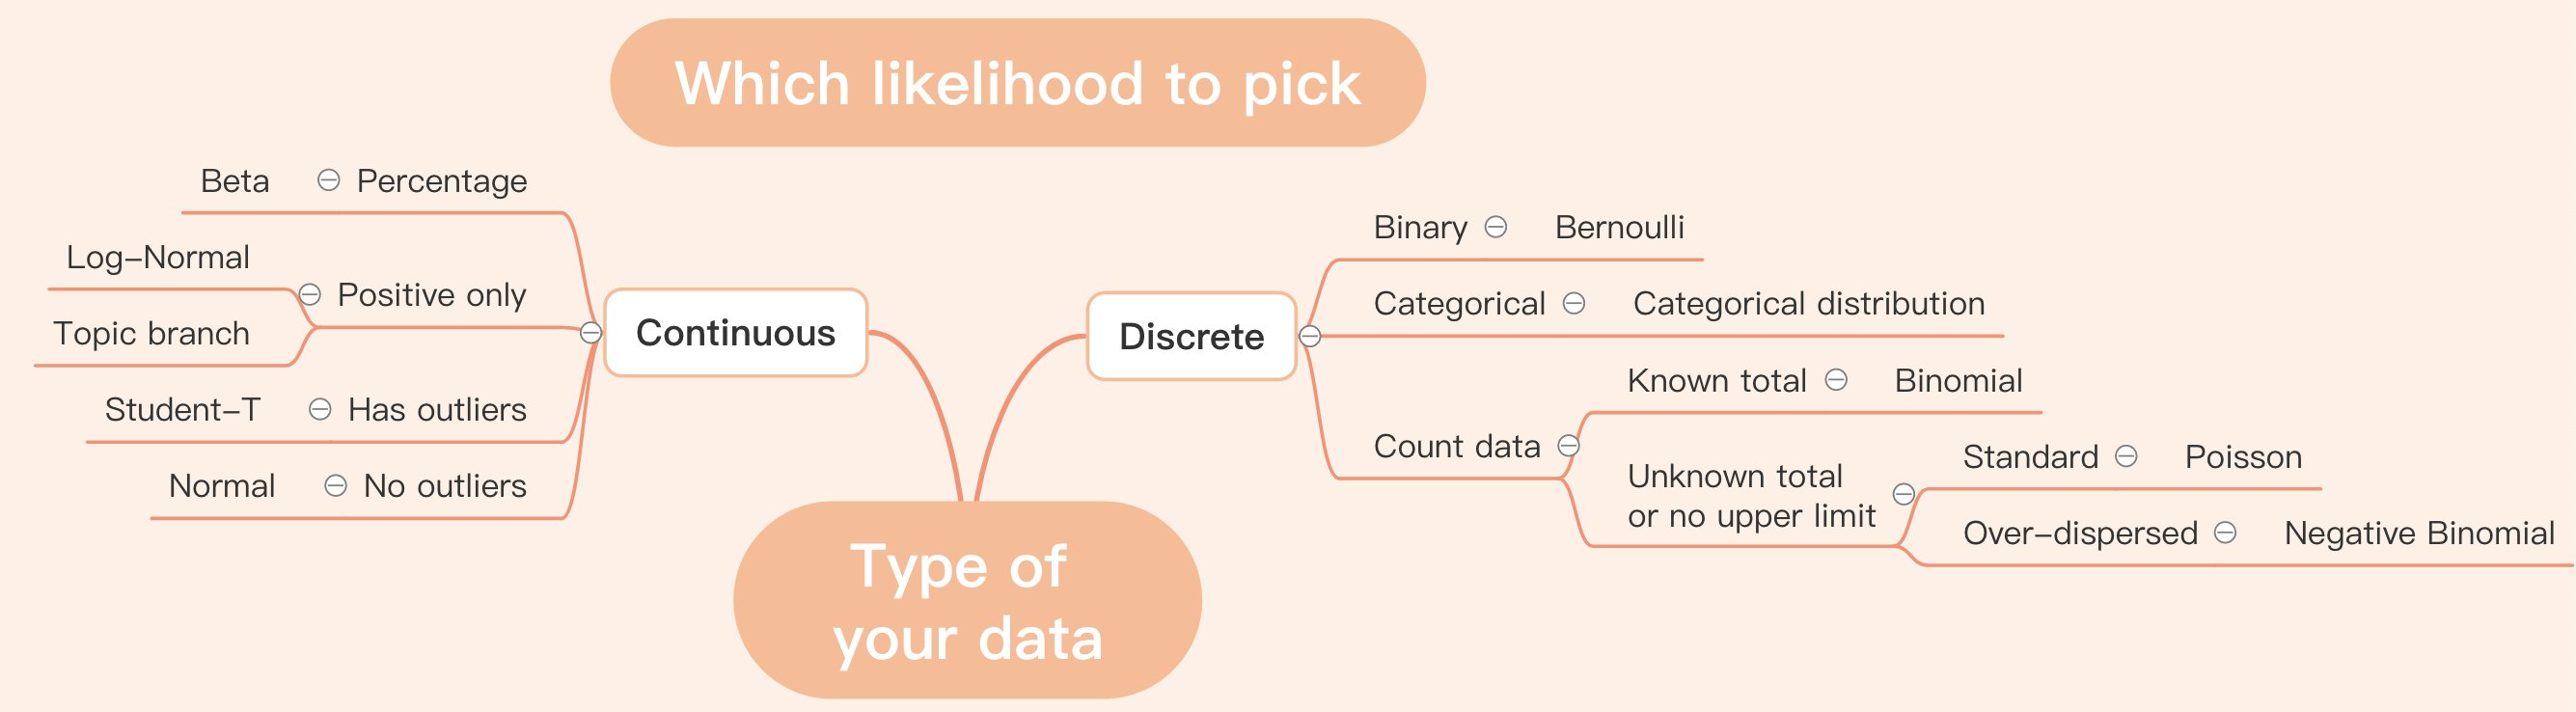 Which likelihood to pick
Beta
Percentage
Log–Normal
Positive only
Topic branch
Student–T
Has outliers
Normal
No outliers
Continuous
Discrete
Binary
Bernoulli
Categorical
Categorical distribution
Count data
Known total
Binomial
Unknown total
or no upper limit
Standard
Poisson
Over–dispersed
Negative Binomial
Type of
your data